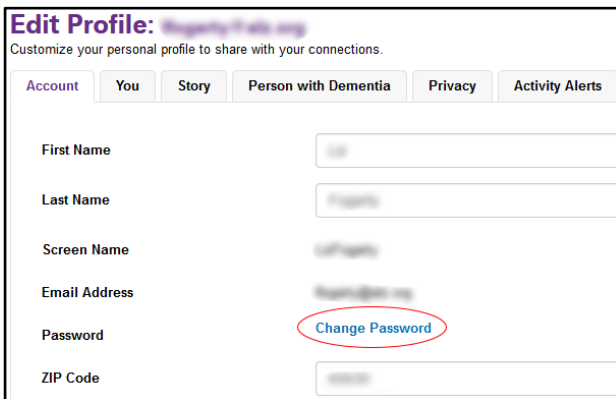 Edit Profile:
Customize your personal profile to share with your connections.
Account You Story Person with Dementia Privacy Activity Alerts
First Name
Last Name
Screen Name
Email Address
Password Change Password
ZIP Code